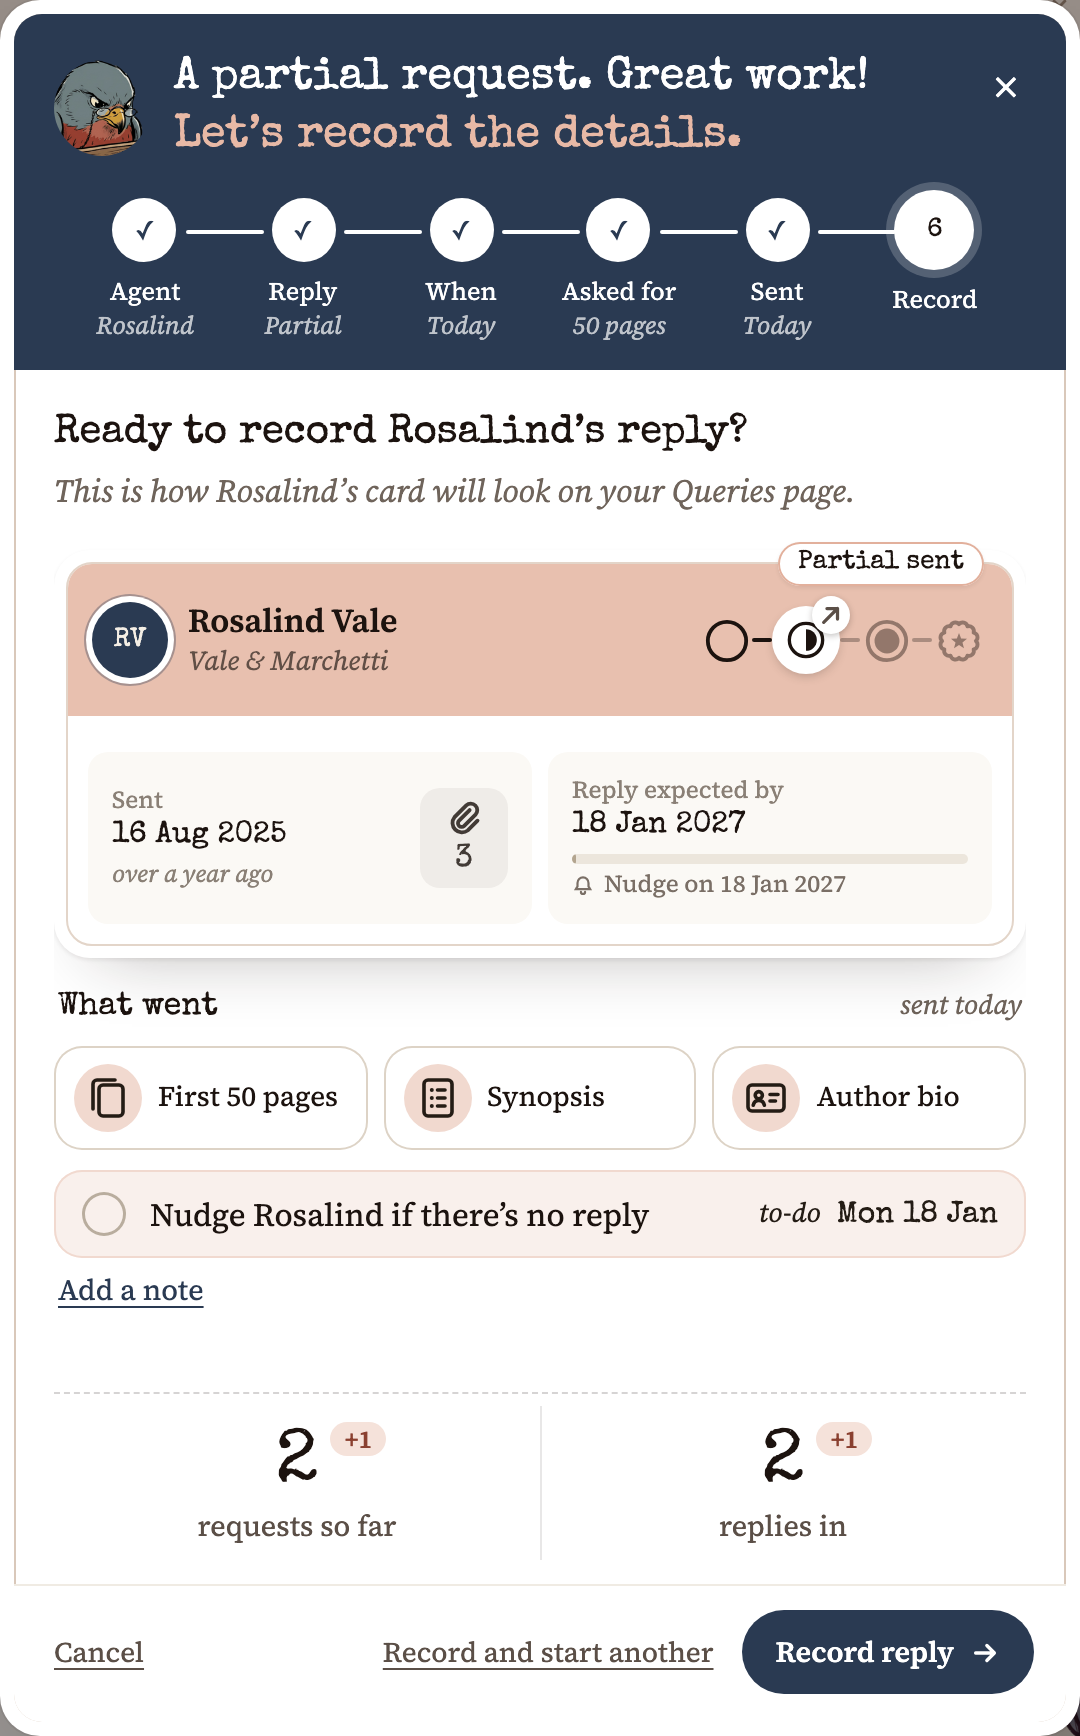 A partial request. Great work!
Let’s record the details.
6
Agent
Rosalind
Reply
Partial
When
Today
Asked for
50 pages
Sent
Today
Record
Ready to record Rosalind’s reply?
This is how Rosalind’s card will look on your Queries page.
Partial sent
RV
Rosalind Vale
Vale & Marchetti
Sent
16 Aug 2025
over a year ago
3
Reply expected by
18 Jan 2027
Nudge on 18 Jan 2027
What went
sent today
First 50 pages
Synopsis
Author bio
Nudge Rosalind if there’s no reply
to-do Mon 18 Jan
Add a note
2 +1
requests so far
2 +1
replies in
Cancel
Record and start another
Record reply →